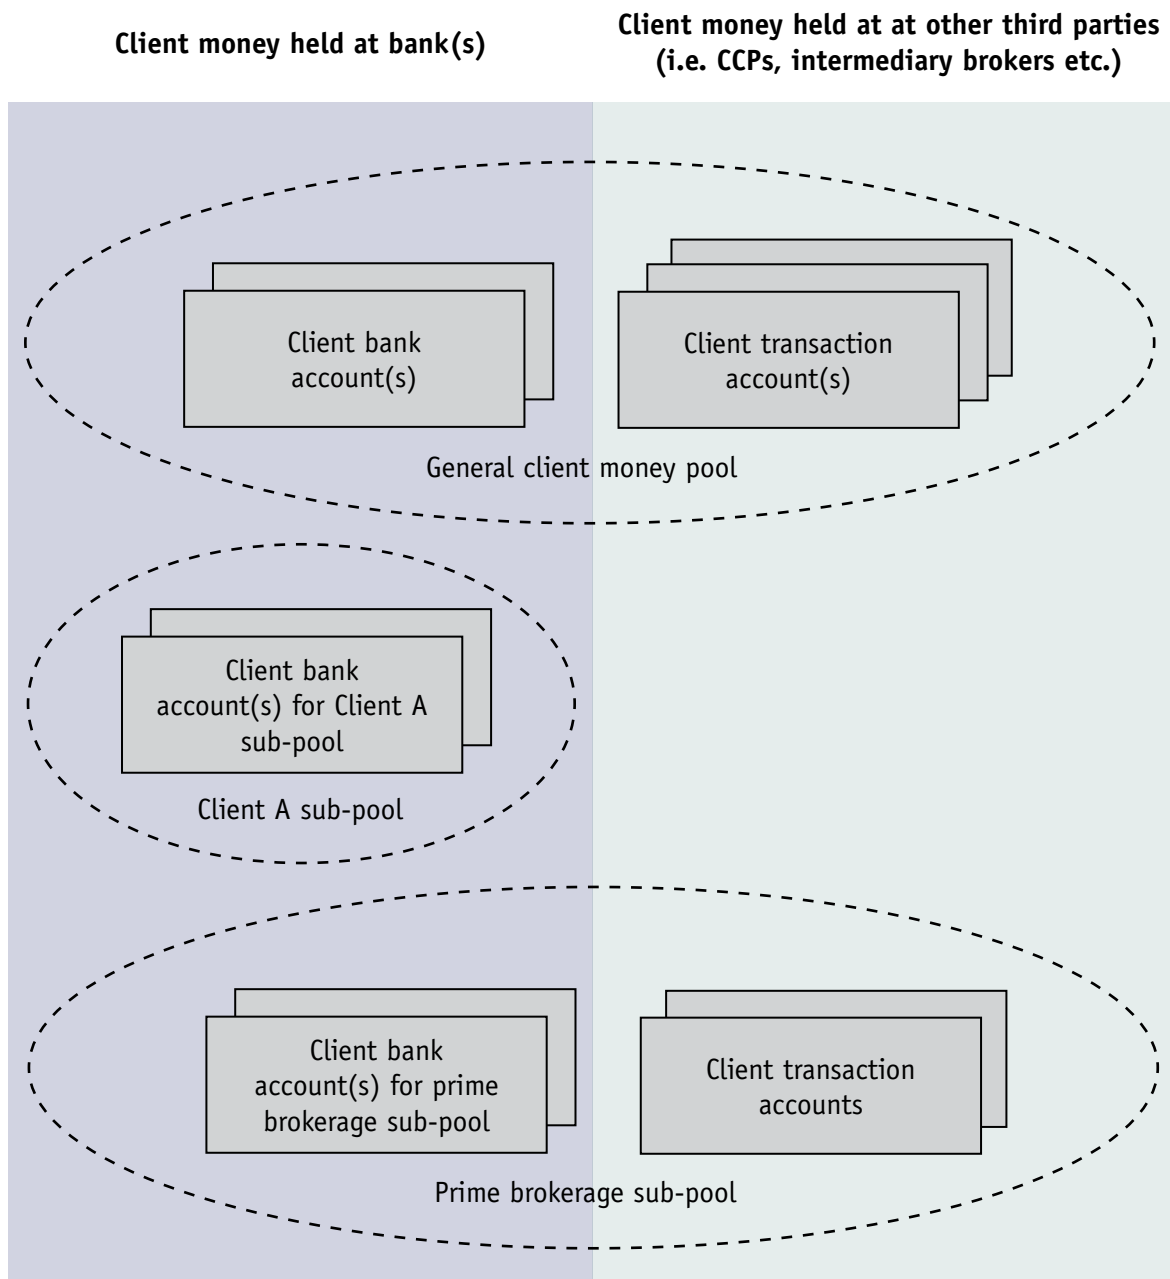 Client money held at bank(s)
Client money held at at other third parties
(i.e. CCPs, intermediary brokers etc.)
Client bank
account(s)
Client transaction
account(s)
General client money pool
Client bank
account(s) for Client A
sub-pool
Client A sub-pool
Client bank
account(s) for prime
brokerage sub-pool
Client transaction
accounts
Prime brokerage sub-pool